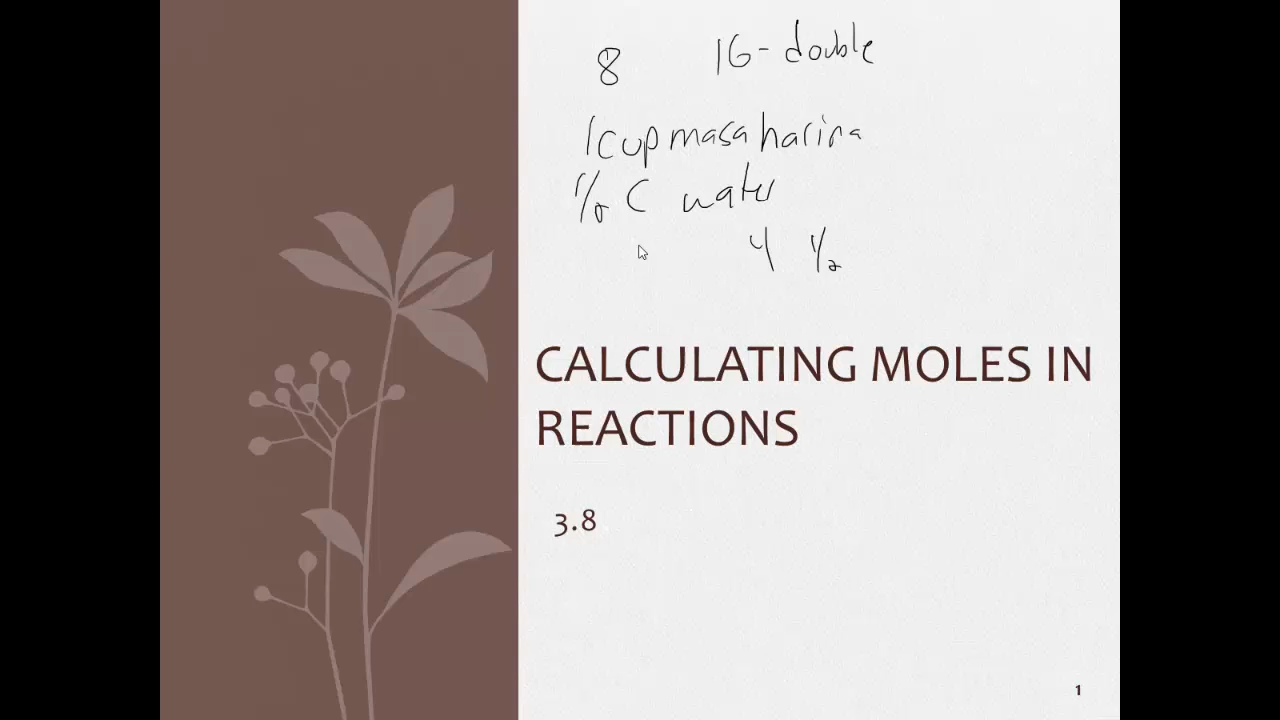 8 16 - double
1 cup masa harina
1/2 C water
4 1/2
CALCULATING MOLES IN
REACTIONS
3.8
1